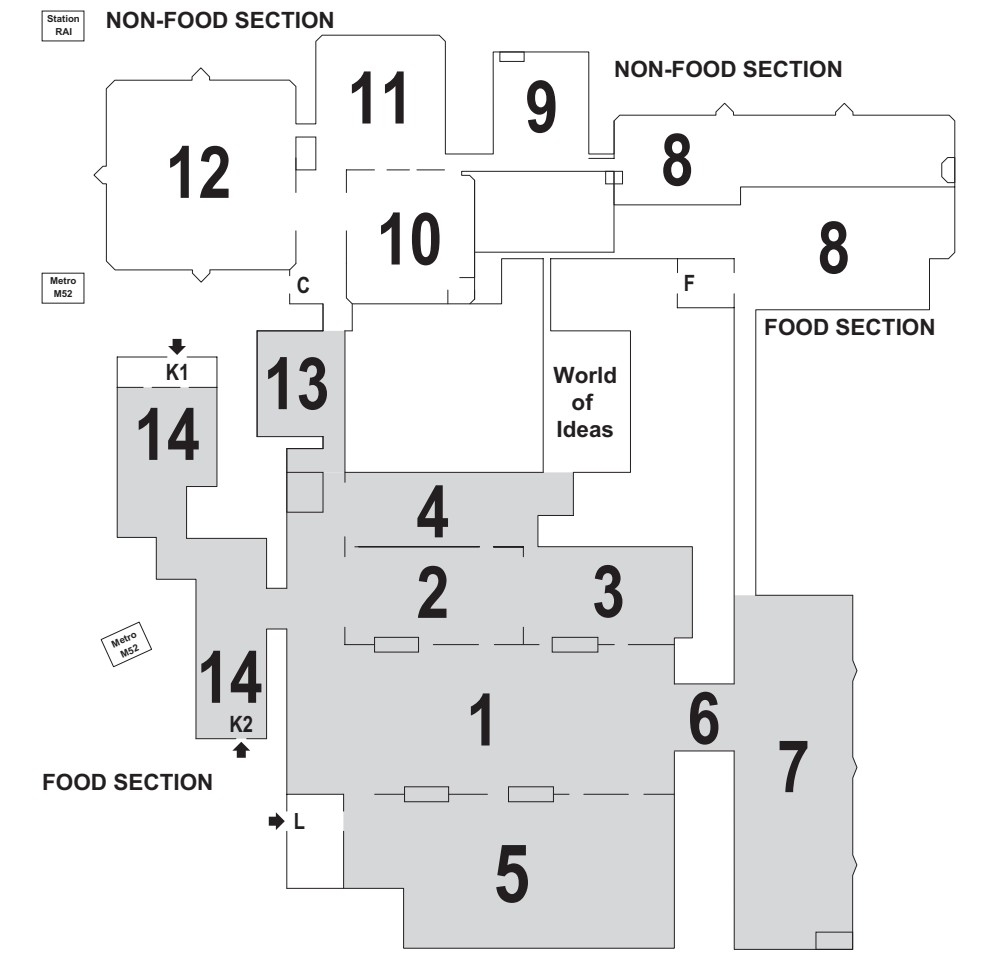 Station
RAI
NON-FOOD SECTION
NON-FOOD SECTION
11
9
8
12
10
8
C
F
Metro
M52
FOOD SECTION
K1
13
World
of
Ideas
14
4
2
3
Metro
M52
14
K2
1
6
7
FOOD SECTION
L
5